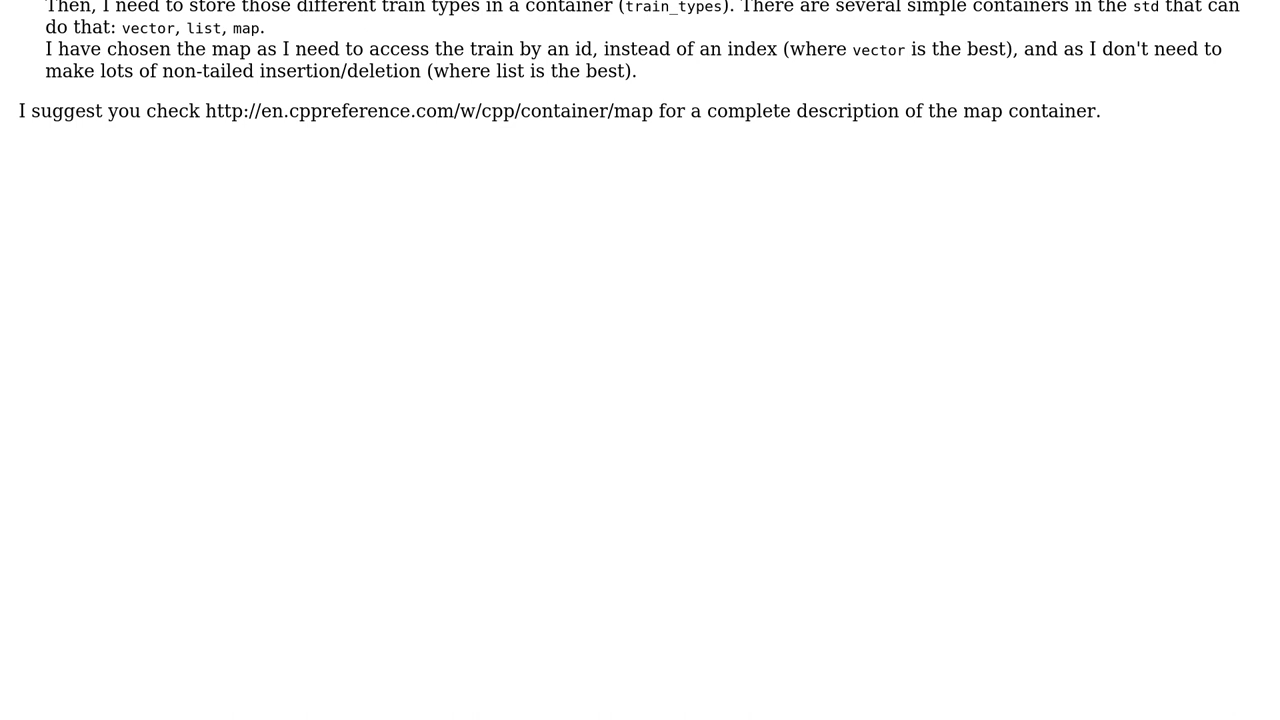 Then, I need to store those different train types in a container (train_types). There are several simple containers in the std that can
do that: vector, list, map.
I have chosen the map as I need to access the train by an id, instead of an index (where vector is the best), and as I don't need to
make lots of non-tailed insertion/deletion (where list is the best).
I suggest you check http://en.cppreference.com/w/cpp/container/map for a complete description of the map container.